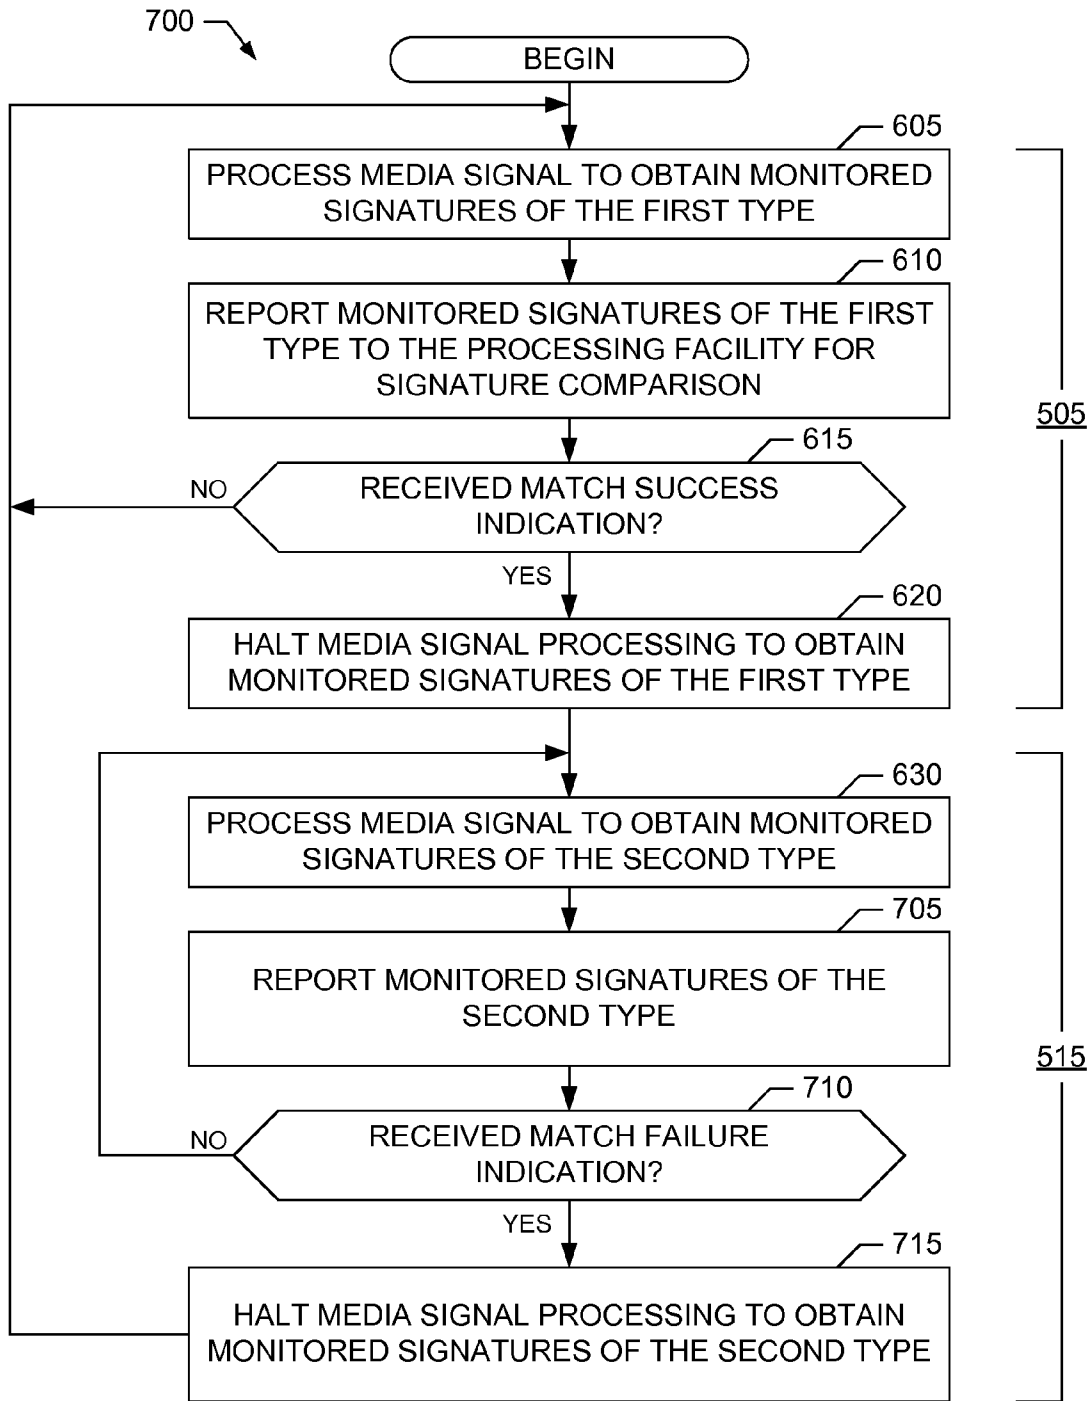 700
BEGIN
605
PROCESS MEDIA SIGNAL TO OBTAIN MONITORED
SIGNATURES OF THE FIRST TYPE
610
REPORT MONITORED SIGNATURES OF THE FIRST
TYPE TO THE PROCESSING FACILITY FOR
SIGNATURE COMPARISON
505
615
NO
RECEIVED MATCH SUCCESS
INDICATION?
YES
620
HALT MEDIA SIGNAL PROCESSING TO OBTAIN
MONITORED SIGNATURES OF THE FIRST TYPE
630
PROCESS MEDIA SIGNAL TO OBTAIN MONITORED
SIGNATURES OF THE SECOND TYPE
705
REPORT MONITORED SIGNATURES OF THE
SECOND TYPE
515
710
NO
RECEIVED MATCH FAILURE
INDICATION?
YES
715
HALT MEDIA SIGNAL PROCESSING TO OBTAIN
MONITORED SIGNATURES OF THE SECOND TYPE